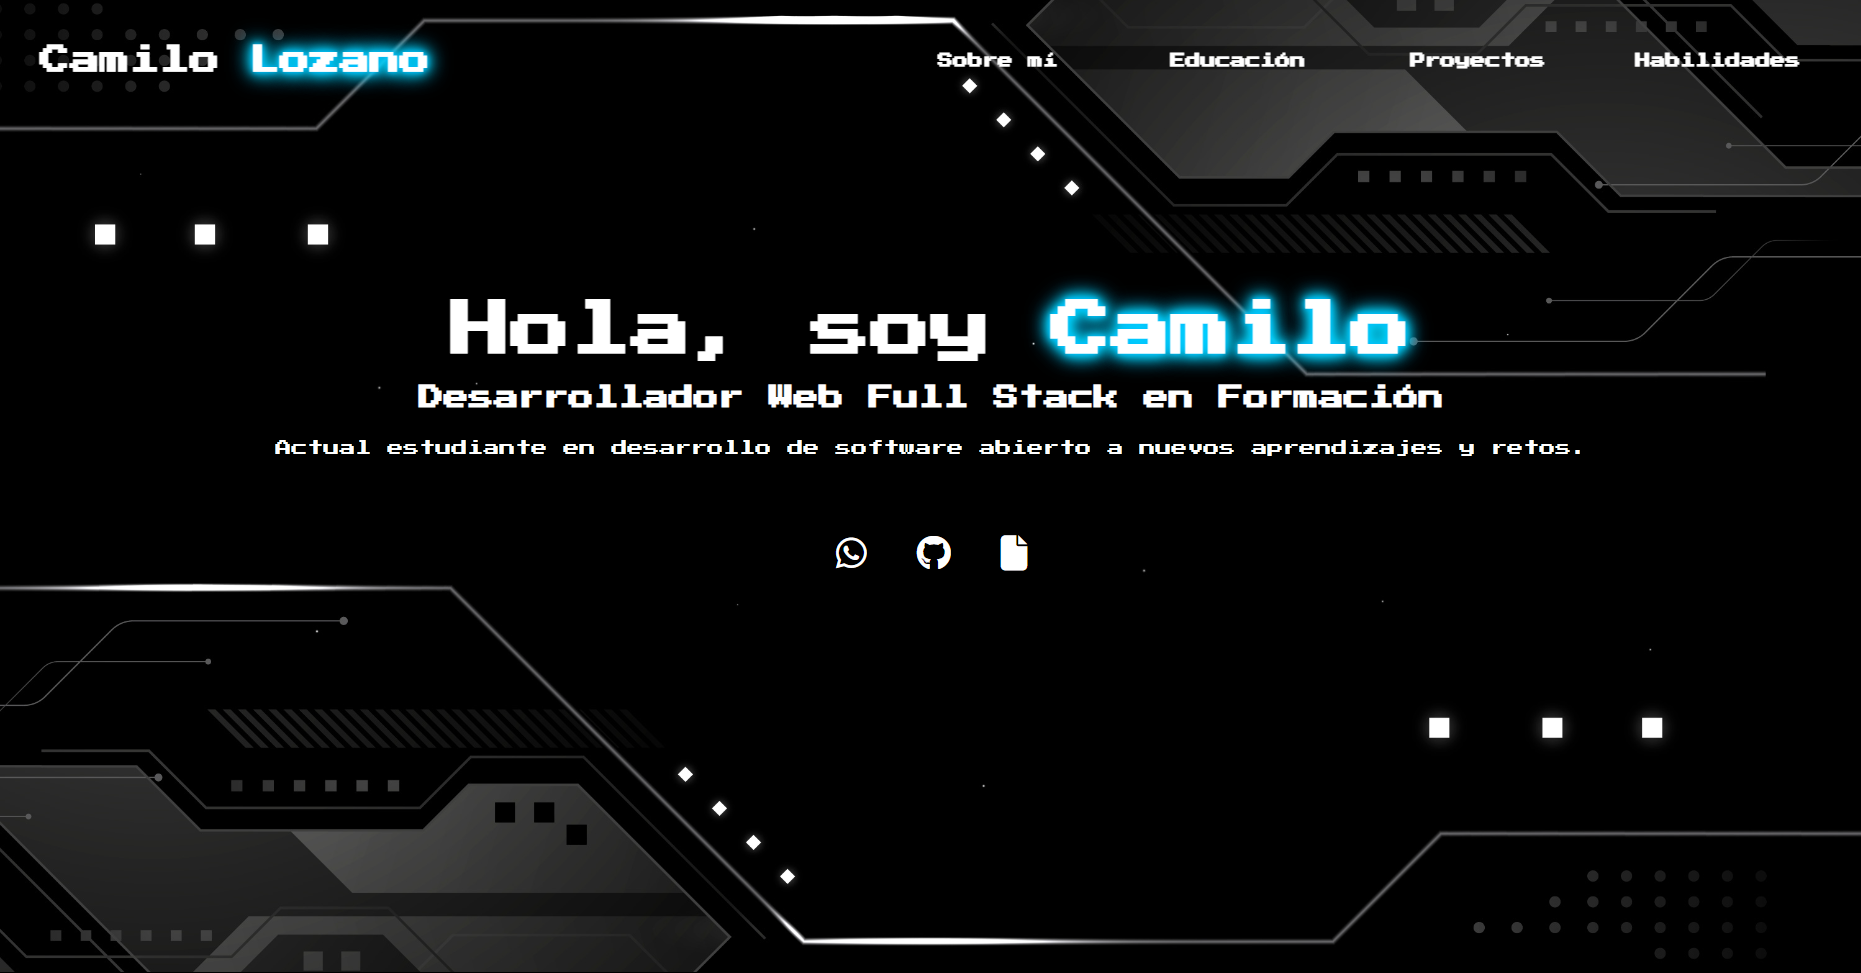 Camilo Lozano
Sobre mí
Educación
Proyectos
Habilidades
Hola, soy Camilo
Desarrollador Web Full Stack en Formación
Actual estudiante en desarrollo de software abierto a nuevos aprendizajes y retos.